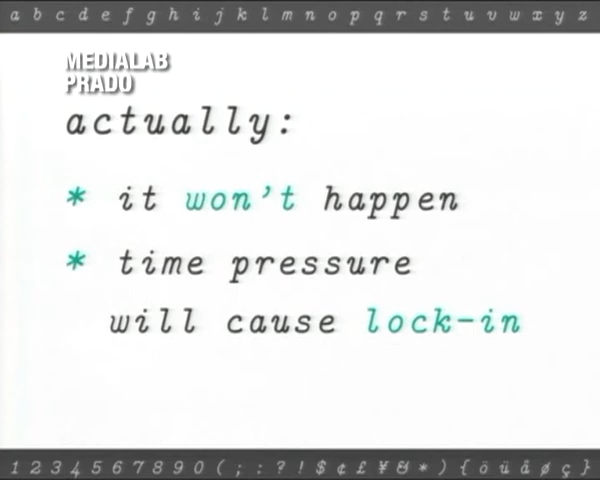 a b c d e f g h i j k l m n o p q r s t u v w x y z
MEDIALAB
PRADO
actually:
* it won't happen
* time pressure
will cause lock-in
1 2 3 4 5 6 7 8 9 0 ( ; : ? ! $ ¢ £ ¥ & * ) { ö ü å ø ç }